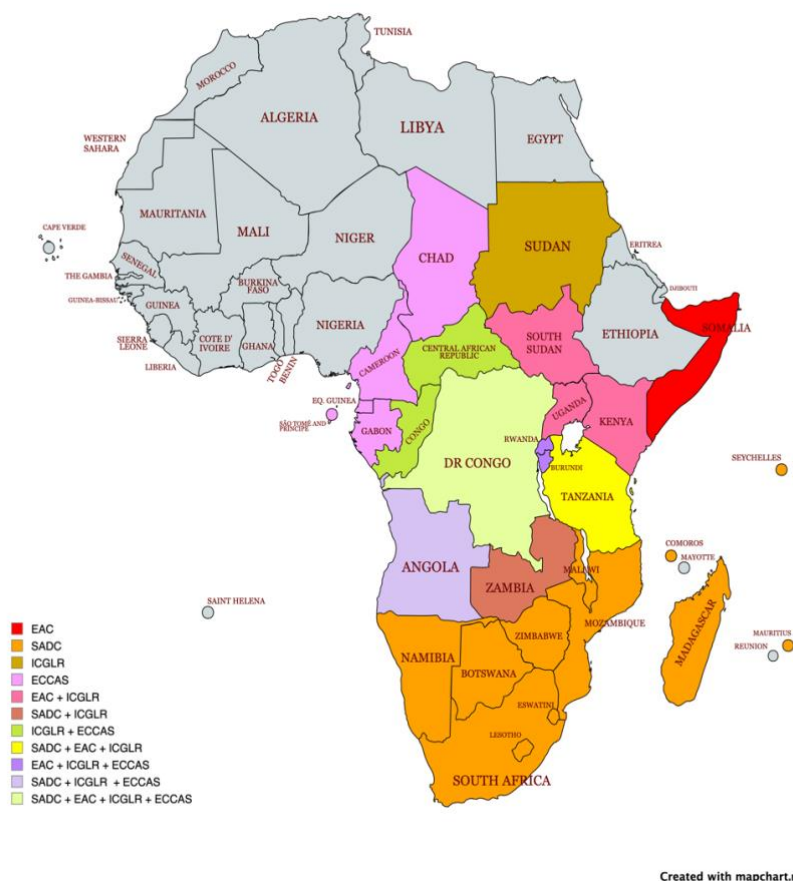 TUNISIA
MOROCCO
ALGERIA
LIBYA
EGYPT
WESTERN
SAHARA
MAURITANIA
MALI
NIGER
CHAD
SUDAN
ERITREA
CAPE VERDE
SENEGAL
THE GAMBIA
GUINEA-BISSAU
GUINEA
BURKINA
FASO
DJIBOUTI
SIERRA
LEONE
LIBERIA
COTE D'
IVOIRE
GHANA
TOGO
BENIN
NIGERIA
CAMEROON
CENTRAL AFRICAN
REPUBLIC
SOUTH
SUDAN
ETHIOPIA
SOMALIA
EQ. GUINEA
SÃO TOMÉ AND
PRINCIPE
GABON
CONGO
DR CONGO
UGANDA
KENYA
RWANDA
BURUNDI
TANZANIA
SEYCHELLES
COMOROS
MAYOTTE
ANGOLA
ZAMBIA
MALAWI
MOZAMBIQUE
MADAGASCAR
MAURITIUS
REUNION
SAINT HELENA
NAMIBIA
ZIMBABWE
BOTSWANA
ESWATINI
LESOTHO
SOUTH AFRICA
EAC
SADC
ICGLR
ECCAS
EAC + ICGLR
SADC + ICGLR
ICGLR + ECCAS
SADC + EAC + ICGLR
EAC + ICGLR + ECCAS
SADC + ICGLR + ECCAS
SADC + EAC + ICGLR + ECCAS
Created with mapchart.